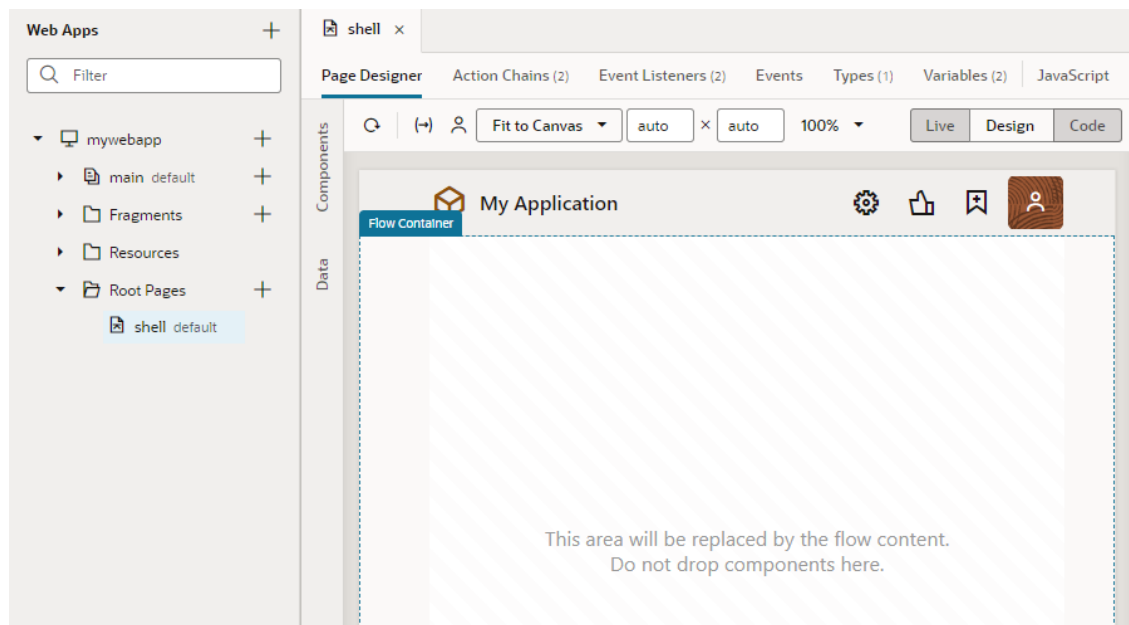 Web Apps
shell
Page Designer Action Chains (2) Event Listeners (2) Events Types (1) Variables (2) JavaScript
Filter
Components
Fit to Canvas auto × auto 100% Live Design Code
mywebapp
main default
My Application
Fragments
Flow Container
Resources
Data
Root Pages
shell default
This area will be replaced by the flow content.
Do not drop components here.